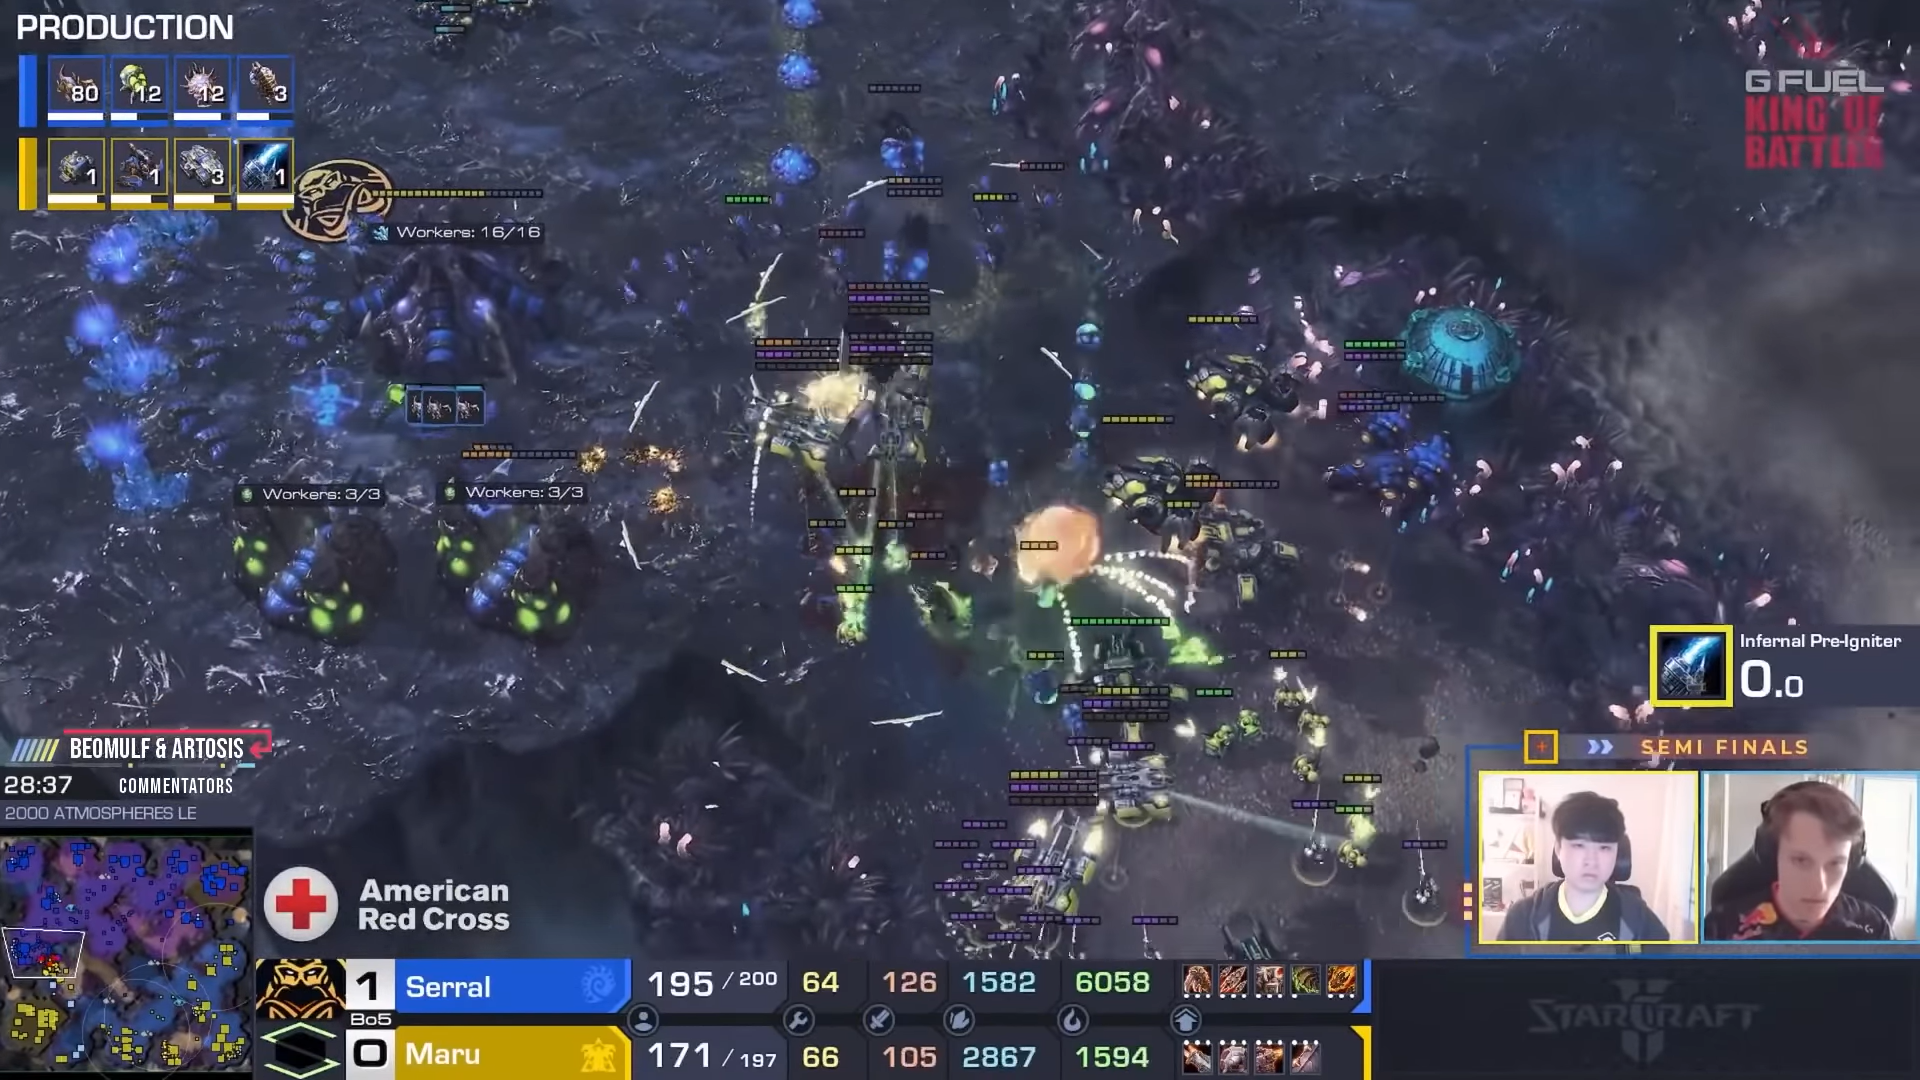 PRODUCTION
80 12 12 3
1 1 3 1
G FUEL
KING OF
BATTLES
Workers: 16/16
Workers: 3/3
Workers: 3/3
Infernal Pre-Igniter
0.0
BEOMULF & ARTOSIS
28:37 COMMENTATORS
2000 ATMOSPHERES LE
SEMI FINALS
American
Red Cross
1 Serral 195 / 200 64 126 1582 6058
Bo5
0 Maru 171 / 197 66 105 2867 1594
STARCRAFT
II